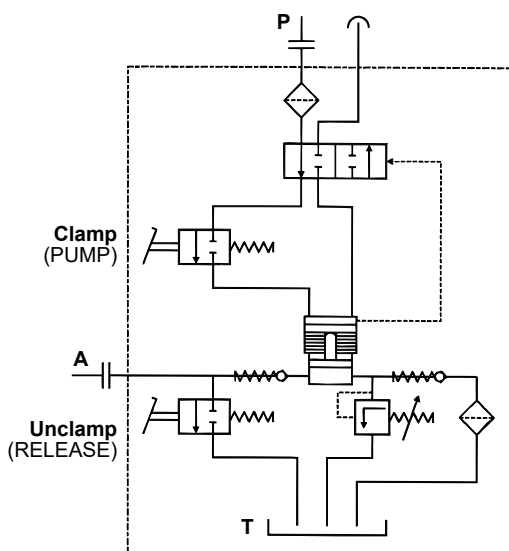 P
Clamp
(PUMP)
A
Unclamp
(RELEASE)
T